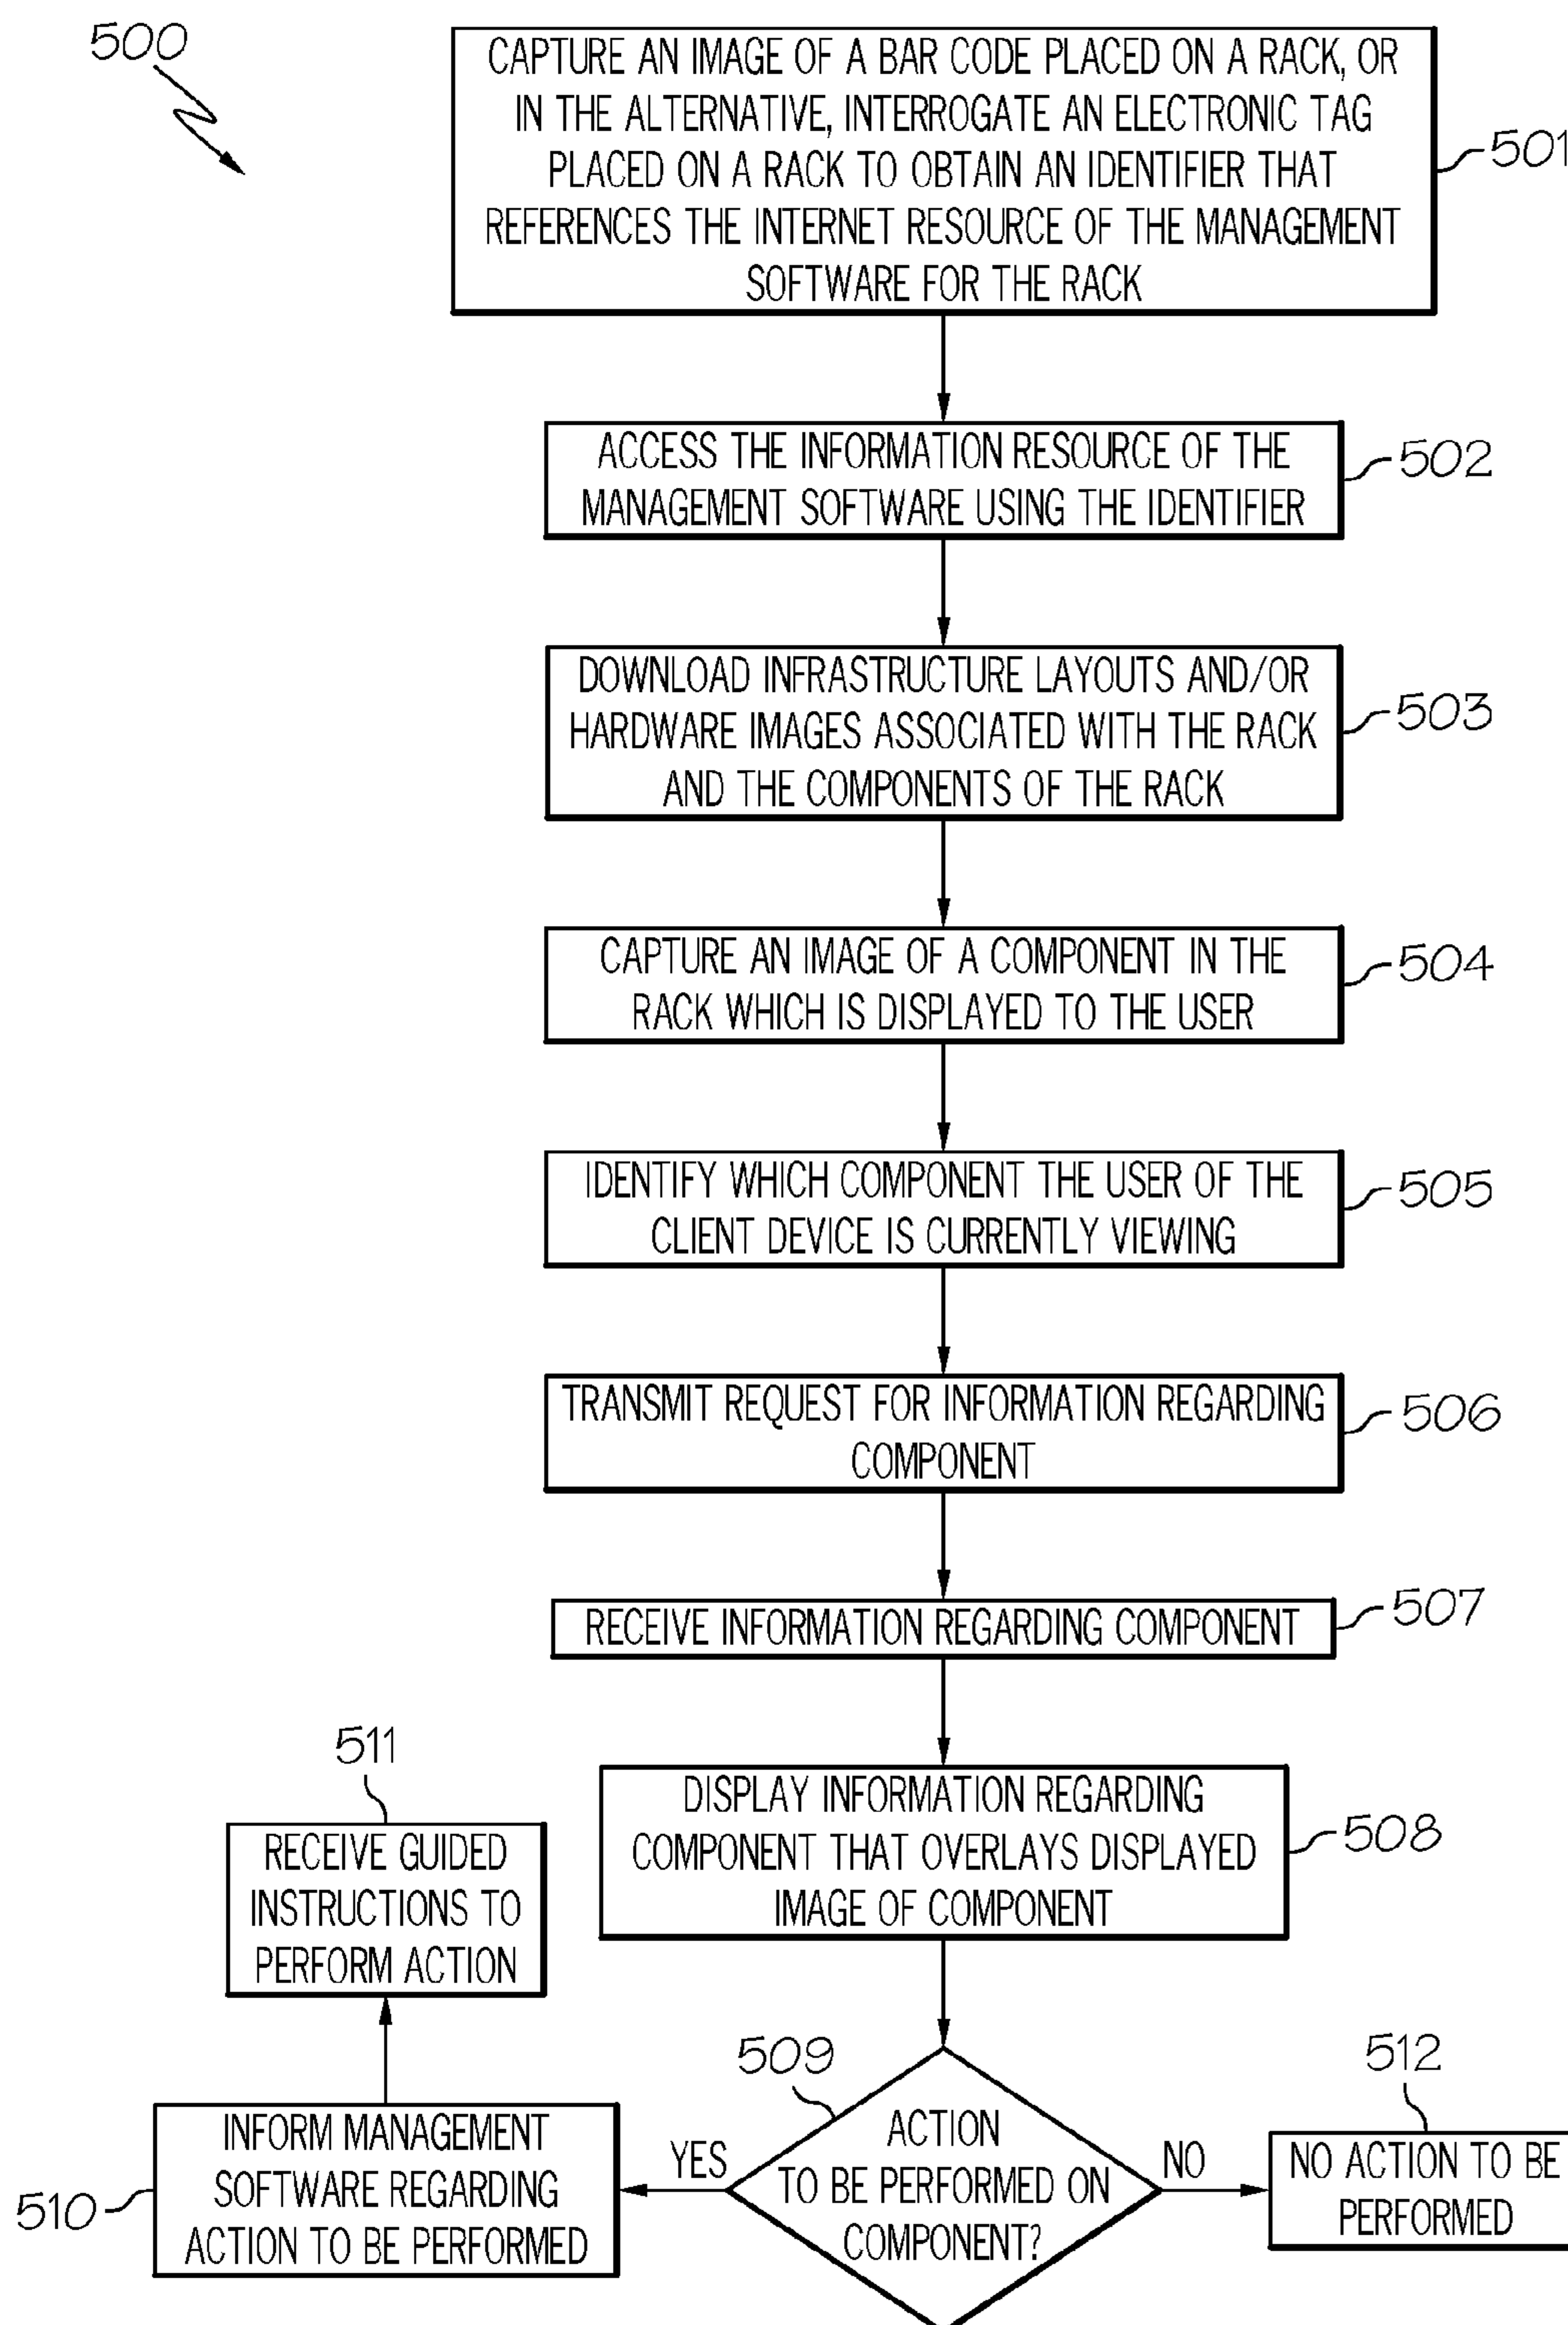 500
CAPTURE AN IMAGE OF A BAR CODE PLACED ON A RACK, OR
IN THE ALTERNATIVE, INTERROGATE AN ELECTRONIC TAG
PLACED ON A RACK TO OBTAIN AN IDENTIFIER THAT
REFERENCES THE INTERNET RESOURCE OF THE MANAGEMENT
SOFTWARE FOR THE RACK
501
ACCESS THE INFORMATION RESOURCE OF THE
MANAGEMENT SOFTWARE USING THE IDENTIFIER
502
DOWNLOAD INFRASTRUCTURE LAYOUTS AND/OR
HARDWARE IMAGES ASSOCIATED WITH THE RACK
AND THE COMPONENTS OF THE RACK
503
CAPTURE AN IMAGE OF A COMPONENT IN THE
RACK WHICH IS DISPLAYED TO THE USER
504
IDENTIFY WHICH COMPONENT THE USER OF THE
CLIENT DEVICE IS CURRENTLY VIEWING
505
TRANSMIT REQUEST FOR INFORMATION REGARDING
COMPONENT
506
RECEIVE INFORMATION REGARDING COMPONENT
507
DISPLAY INFORMATION REGARDING
COMPONENT THAT OVERLAYS DISPLAYED
IMAGE OF COMPONENT
508
509
ACTION
TO BE PERFORMED ON
COMPONENT?
YES
INFORM MANAGEMENT
SOFTWARE REGARDING
ACTION TO BE PERFORMED
510
511
RECEIVE GUIDED
INSTRUCTIONS TO
PERFORM ACTION
NO
512
NO ACTION TO BE
PERFORMED